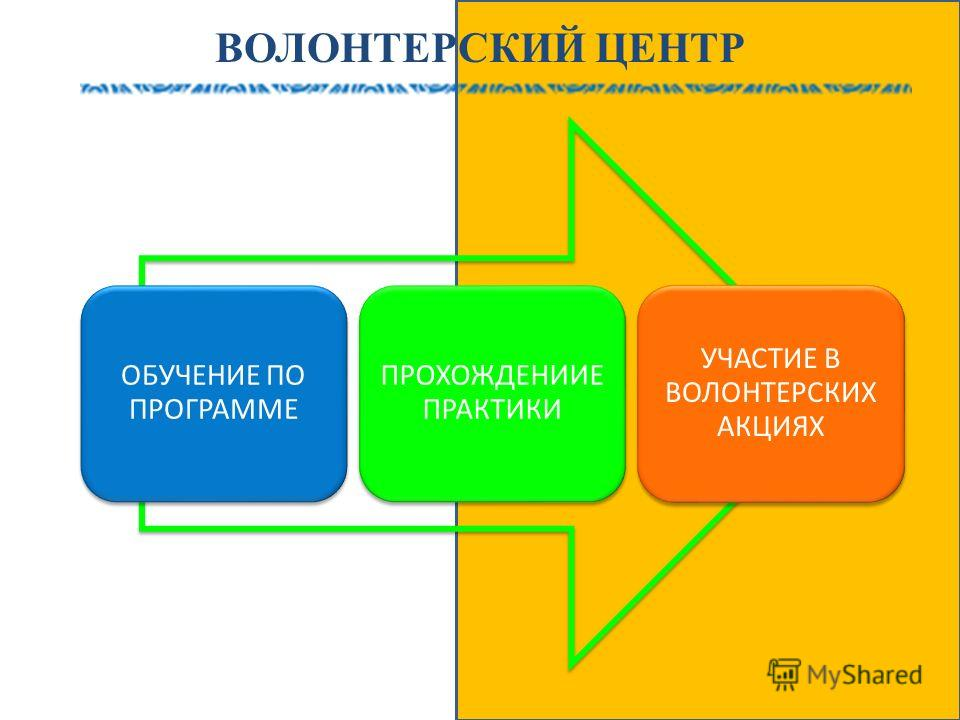 ВОЛОНТЕРСКИЙ ЦЕНТР
ОБУЧЕНИЕ ПО
ПРОГРАММЕ
ПРОХОЖДЕНИИЕ
ПРАКТИКИ
УЧАСТИЕ В
ВОЛОНТЕРСКИХ
АКЦИЯХ
MyShared